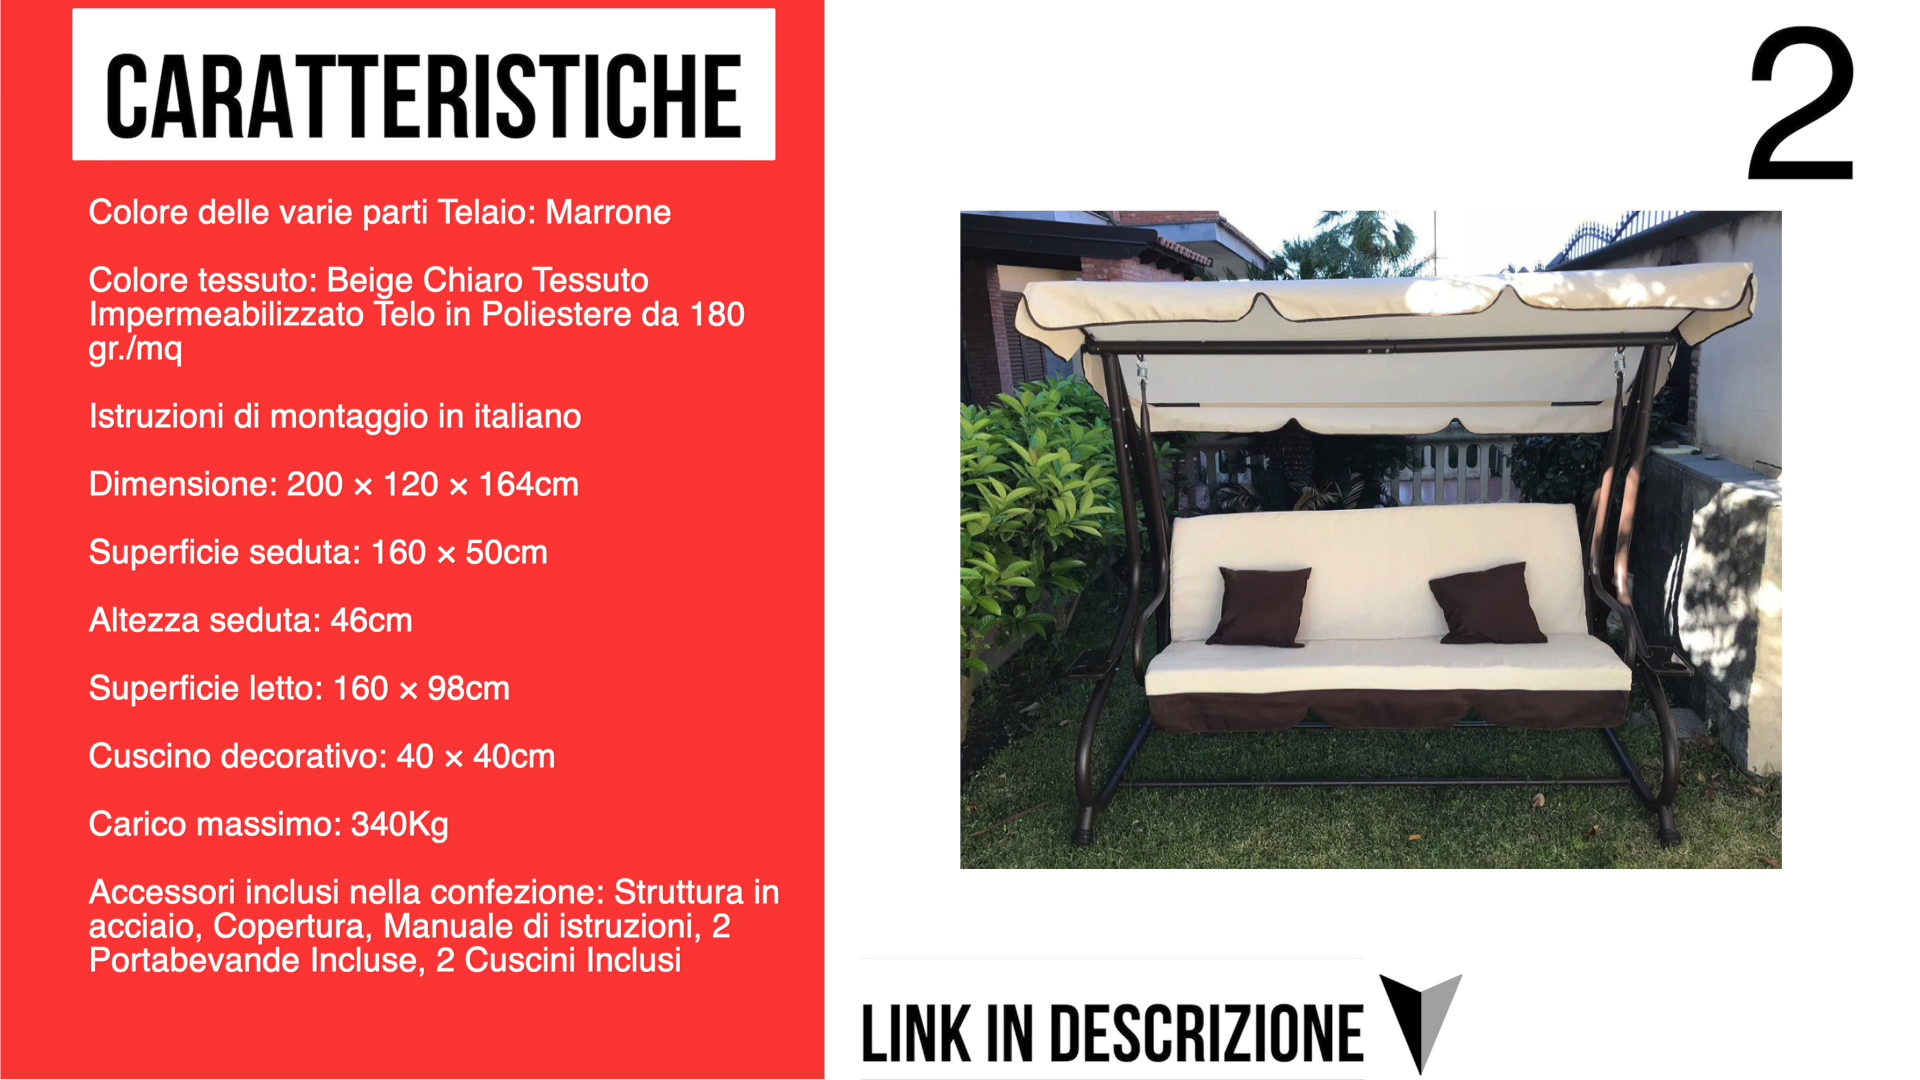 CARATTERISTICHE
2
Colore delle varie parti Telaio: Marrone
Colore tessuto: Beige Chiaro Tessuto
Impermeabilizzato Telo in Poliestere da 180
gr./mq
Istruzioni di montaggio in italiano
Dimensione: 200 × 120 × 164cm
Superficie seduta: 160 × 50cm
Altezza seduta: 46cm
Superficie letto: 160 × 98cm
Cuscino decorativo: 40 × 40cm
Carico massimo: 340Kg
Accessori inclusi nella confezione: Struttura in
acciaio, Copertura, Manuale di istruzioni, 2
Portabevande Incluse, 2 Cuscini Inclusi
LINK IN DESCRIZIONE